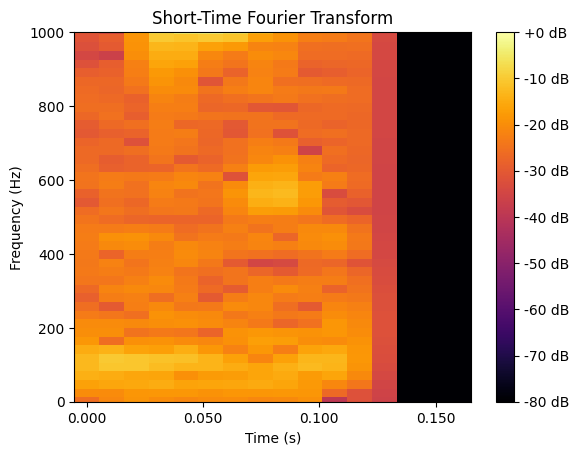 Short-Time Fourier Transform
1000
800
600
400
200
0
Frequency (Hz)
0.000
0.050
0.100
0.150
Time (s)
+0 dB
-10 dB
-20 dB
-30 dB
-40 dB
-50 dB
-60 dB
-70 dB
-80 dB